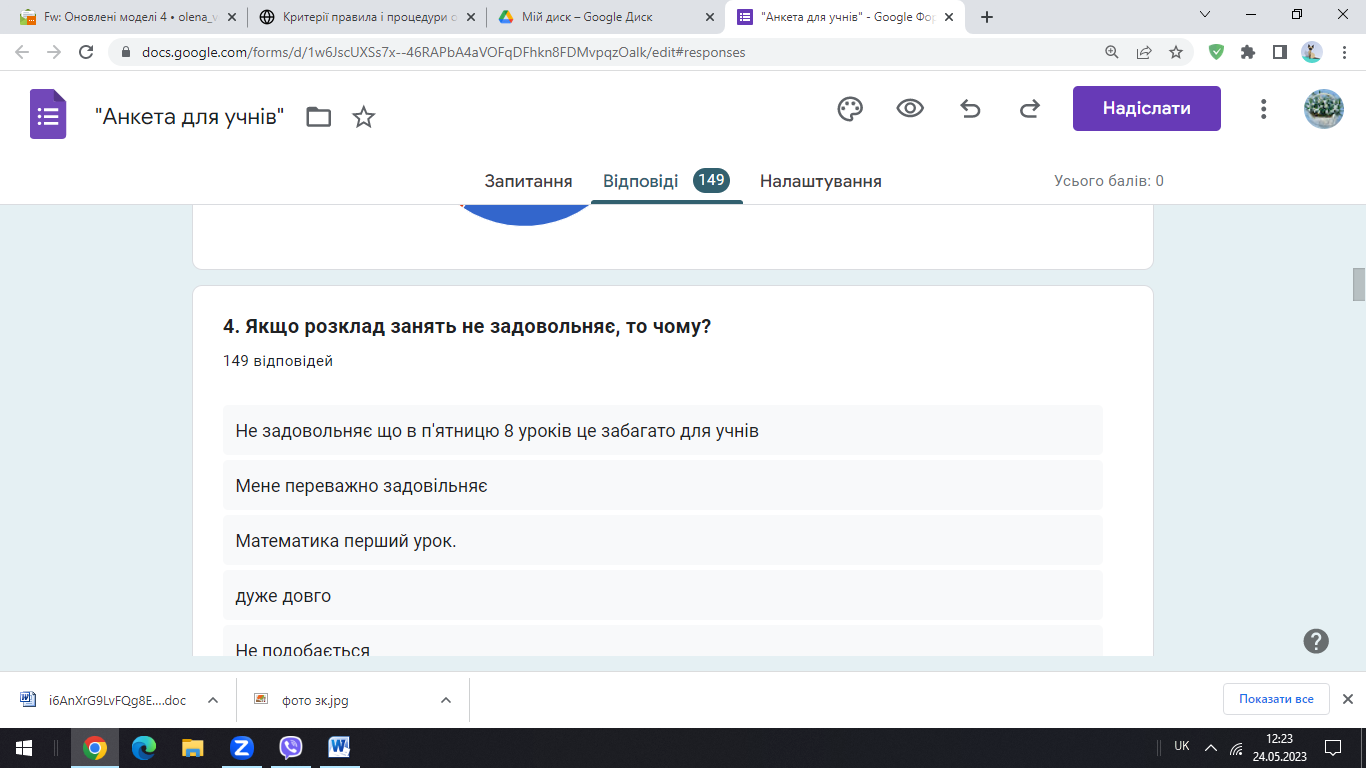 Fw: Оновлені моделі 4 • olena_v
Критерії правила і процедури о
Мій диск – Google Диск
"Анкета для учнів" - Google Фор
docs.google.com/forms/d/1w6JscUXSs7x--46RAPbA4aVOFqDFhkn8FDMvpqzOalk/edit#responses
"Анкета для учнів"
Надіслати
Запитання
Відповіді 149
Налаштування
Усього балів: 0
4. Якщо розклад занять не задовольняє, то чому?
149 відповідей
Не задовольняє що в п'ятницю 8 уроків це забагато для учнів
Мене переважно задовільняє
Математика перший урок.
дуже довго
Не подобається
i6AnXrG9LvFQg8E....doc
фото зк.jpg
Показати все
UK
12:23
24.05.2023